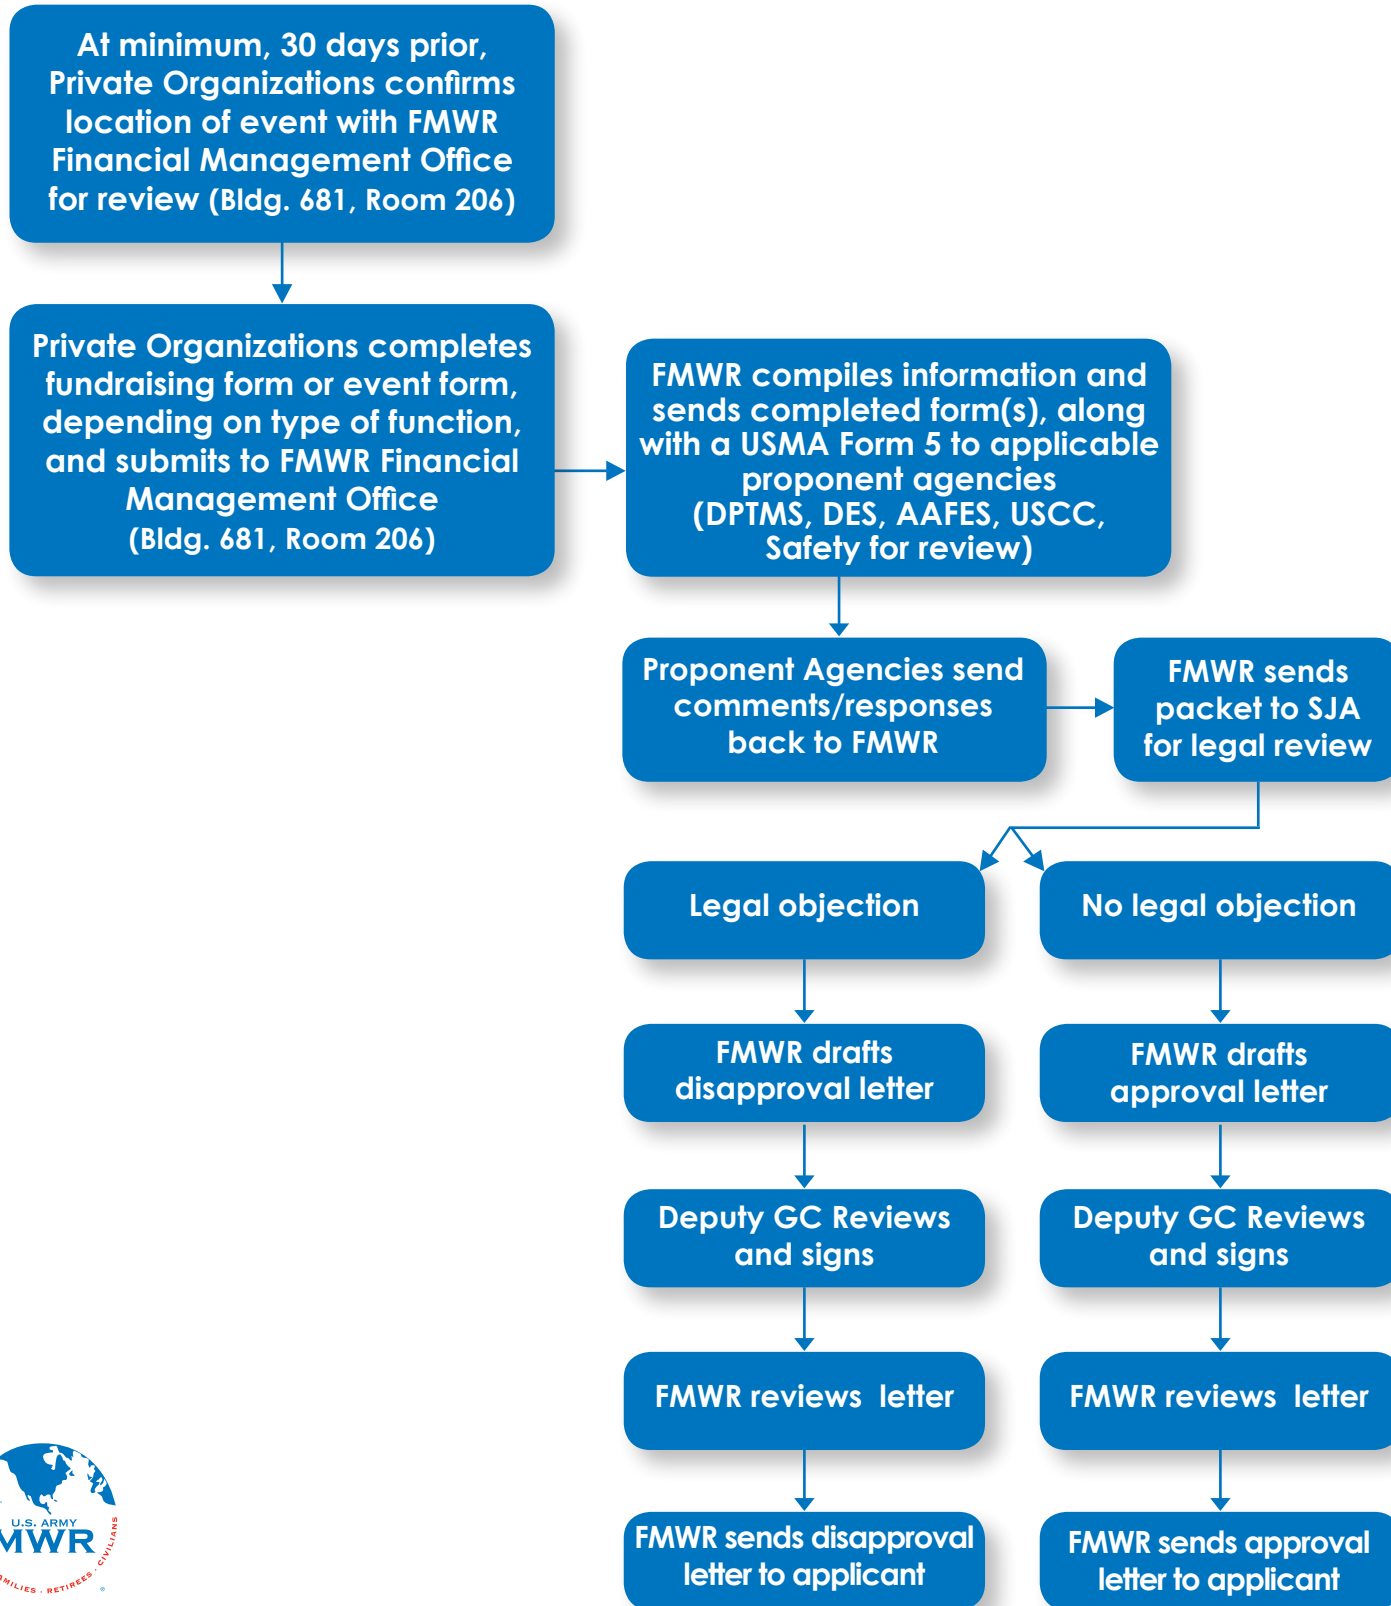 At minimum, 30 days prior,
Private Organizations confirms
location of event with FMWR
Financial Management Office
for review (Bldg. 681, Room 206)
Private Organizations completes
fundraising form or event form,
depending on type of function,
and submits to FMWR Financial
Management Office
(Bldg. 681, Room 206)
FMWR compiles information and
sends completed form(s), along
with a USMA Form 5 to applicable
proponent agencies
(DPTMS, DES, AAFES, USCC,
Safety for review)
Proponent Agencies send
comments/responses
back to FMWR
FMWR sends
packet to SJA
for legal review
Legal objection
No legal objection
FMWR drafts
disapproval letter
FMWR drafts
approval letter
Deputy GC Reviews
and signs
Deputy GC Reviews
and signs
FMWR reviews  letter
FMWR reviews  letter
FMWR sends disapproval
letter to applicant
FMWR sends approval
letter to applicant
U.S. ARMY
MWR
AMILIES · RETIREES · CIVILIANS
®